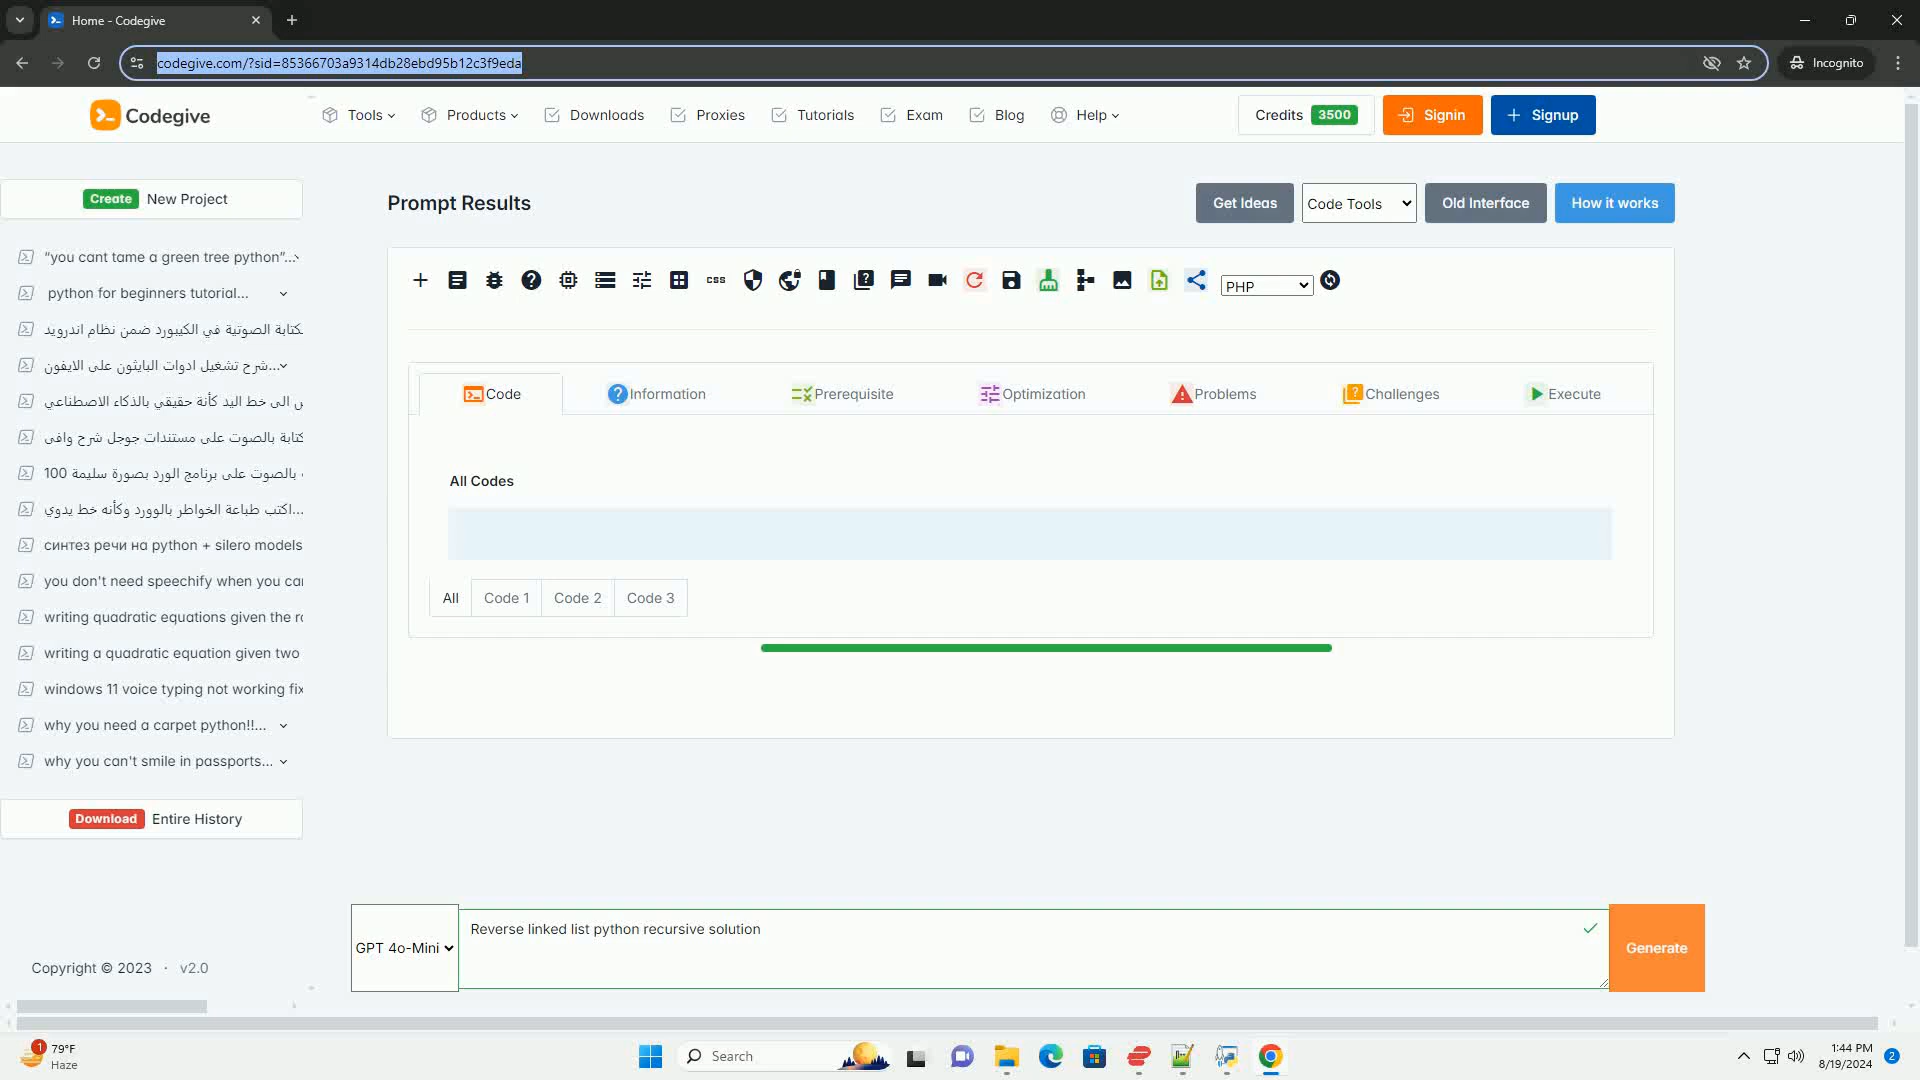 Home - Codegive
codegive.com/?sid=85366703a9314db28ebd95b12c3f9eda
Incognito
Codegive
Tools
Products
Downloads
Proxies
Tutorials
Exam
Blog
Help
Credits 3500
Signin
Signup
Create New Project
"you cant tame a green tree python"...
python for beginners tutorial...
لكتابة الصوتية في الكيبورد ضمن نظام اندرويد
شرح تشغيل ادوات البايثون على الايفون...
ص الى خط اليد كأنة حقيقي بالذكاء الاصطناعي
كتابة بالصوت على مستندات جوجل شرح وافى
بالصوت على برنامج الورد بصورة سليمة 100
اكتب طباعة الخواطر بالوورد وكأنه خط يدوي...
синтез речи на python + silero models
you don't need speechify when you can
writing quadratic equations given the ro
writing a quadratic equation given two
windows 11 voice typing not working fix
why you need a carpet python!!...
why you can't smile in passports...
Download Entire History
Copyright © 2023 · v2.0
Prompt Results
Get Ideas
Code Tools
Old Interface
How it works
css
PHP
Code
Information
Prerequisite
Optimization
Problems
Challenges
Execute
All Codes
All
Code 1
Code 2
Code 3
GPT 4o-Mini
Reverse linked list python recursive solution
Generate
1
79°F
Haze
Search
1:44 PM
8/19/2024
2